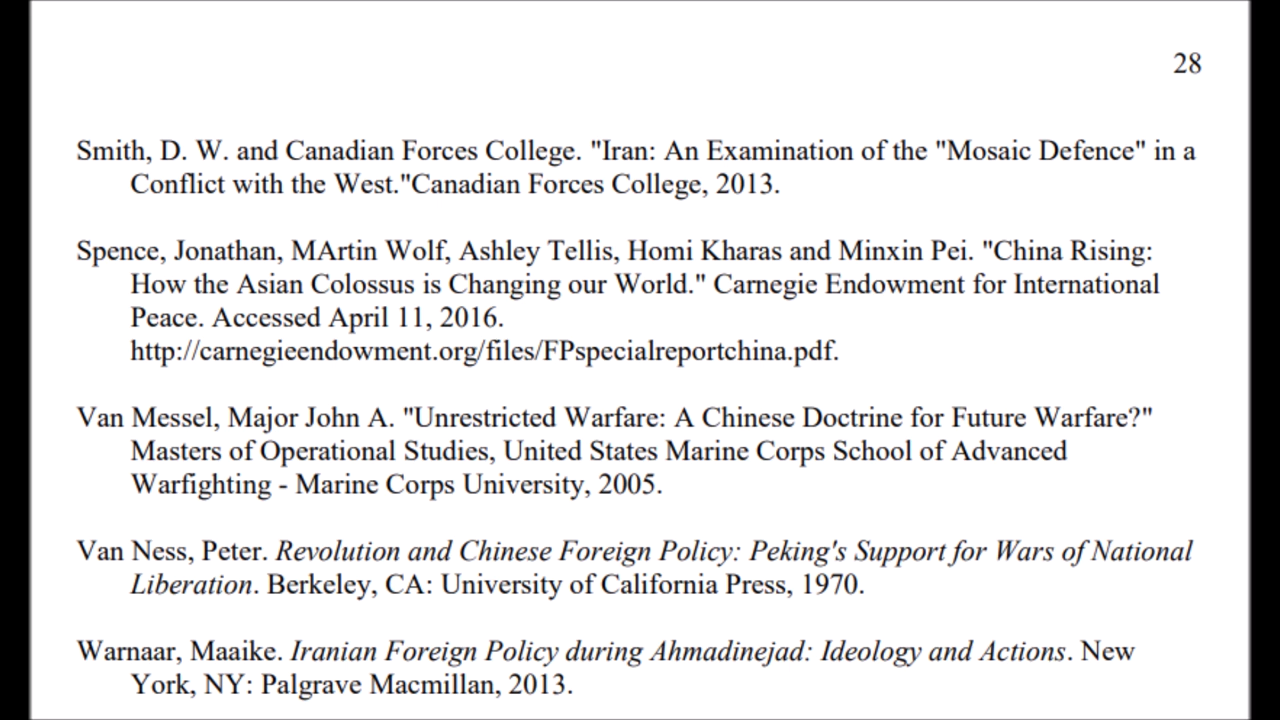 28
Smith, D. W. and Canadian Forces College. "Iran: An Examination of the "Mosaic Defence" in a
Conflict with the West."Canadian Forces College, 2013.
Spence, Jonathan, MArtin Wolf, Ashley Tellis, Homi Kharas and Minxin Pei. "China Rising:
How the Asian Colossus is Changing our World." Carnegie Endowment for International
Peace. Accessed April 11, 2016.
http://carnegieendowment.org/files/FPspecialreportchina.pdf.
Van Messel, Major John A. "Unrestricted Warfare: A Chinese Doctrine for Future Warfare?"
Masters of Operational Studies, United States Marine Corps School of Advanced
Warfighting - Marine Corps University, 2005.
Van Ness, Peter. Revolution and Chinese Foreign Policy: Peking's Support for Wars of National
Liberation. Berkeley, CA: University of California Press, 1970.
Warnaar, Maaike. Iranian Foreign Policy during Ahmadinejad: Ideology and Actions. New
York, NY: Palgrave Macmillan, 2013.